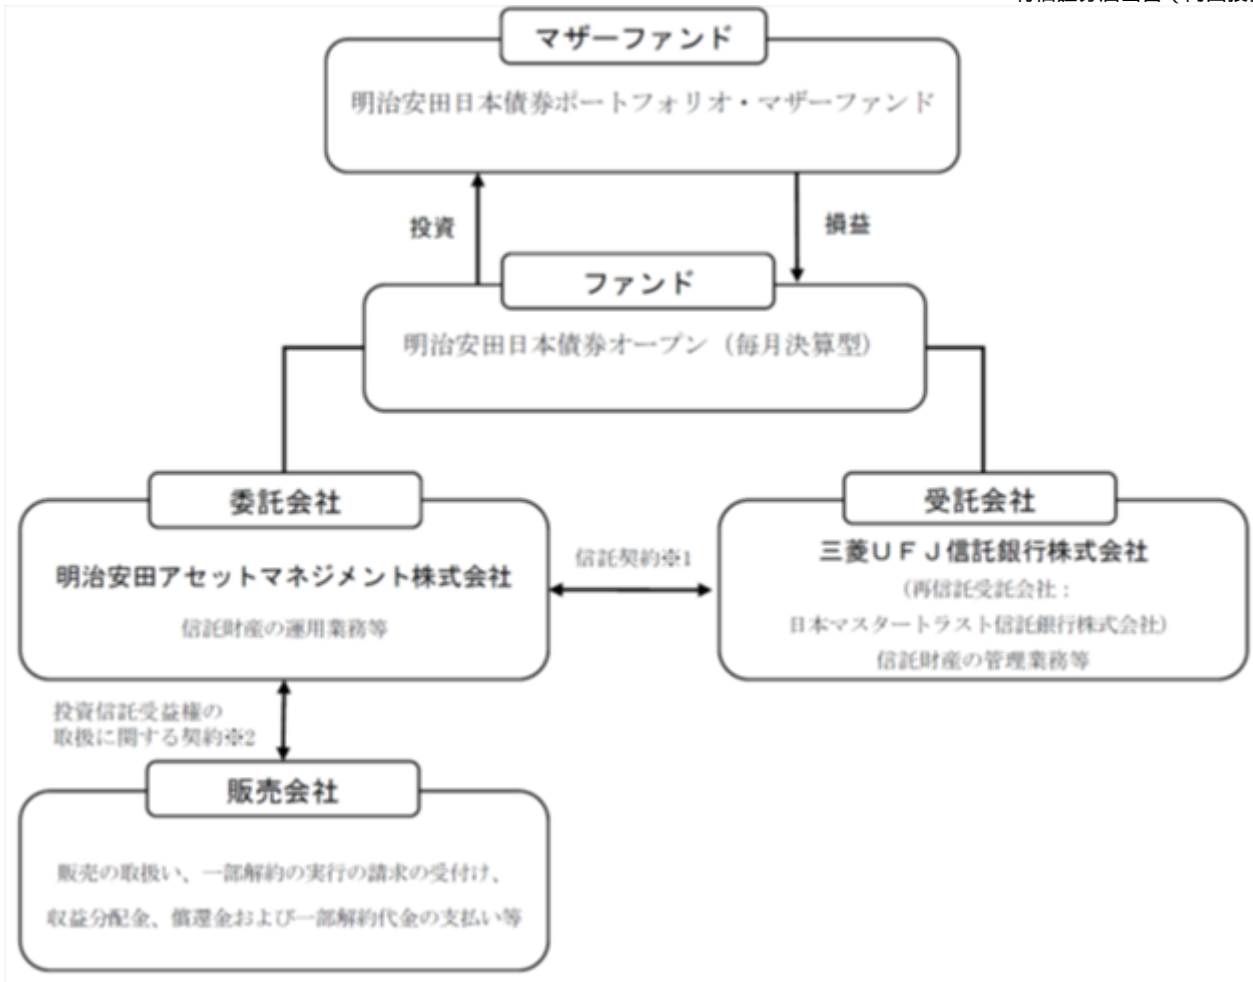 マザーファンド
明治安田日本債券ポートフォリオ・マザーファンド
投資
損益
ファンド
明治安田日本債券オープン（毎月決算型）
委託会社
明治安田アセットマネジメント株式会社
信託財産の運用業務等
信託契約※1
受託会社
三菱ＵＦＪ信託銀行株式会社
（再信託受託会社：
日本マスタートラスト信託銀行株式会社）
信託財産の管理業務等
投資信託受益権の
取扱に関する契約※2
販売会社
販売の取扱い、一部解約の実行の請求の受付け、
収益分配金、償還金および一部解約代金の支払い等